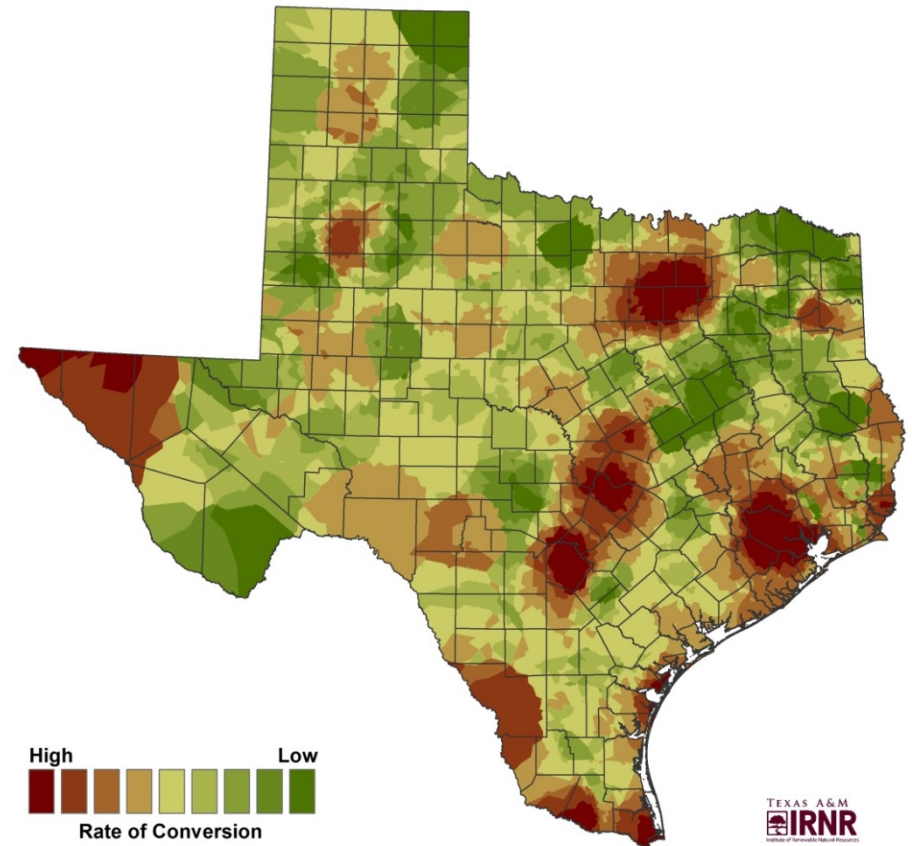 High Low
Rate of Conversion
TEXAS A&M
IRNR
Institute of Renewable Natural Resources